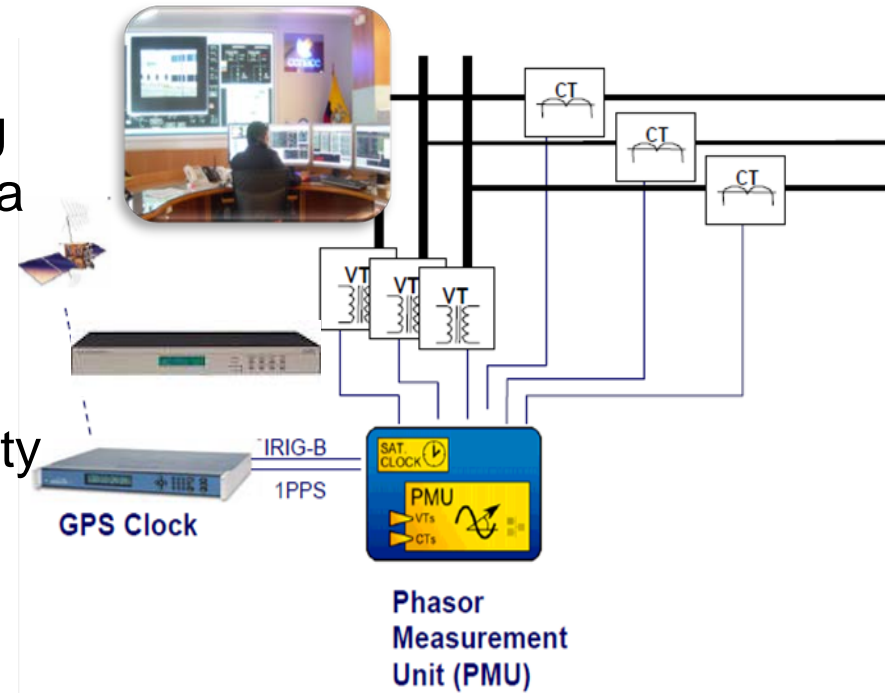 g
a
ty
CT
CT
CT
VT
VT
VT
IRIG-B
1PPS
GPS Clock
SAT.
CLOCK
PMU
VTs
CTs
Phasor
Measurement
Unit (PMU)